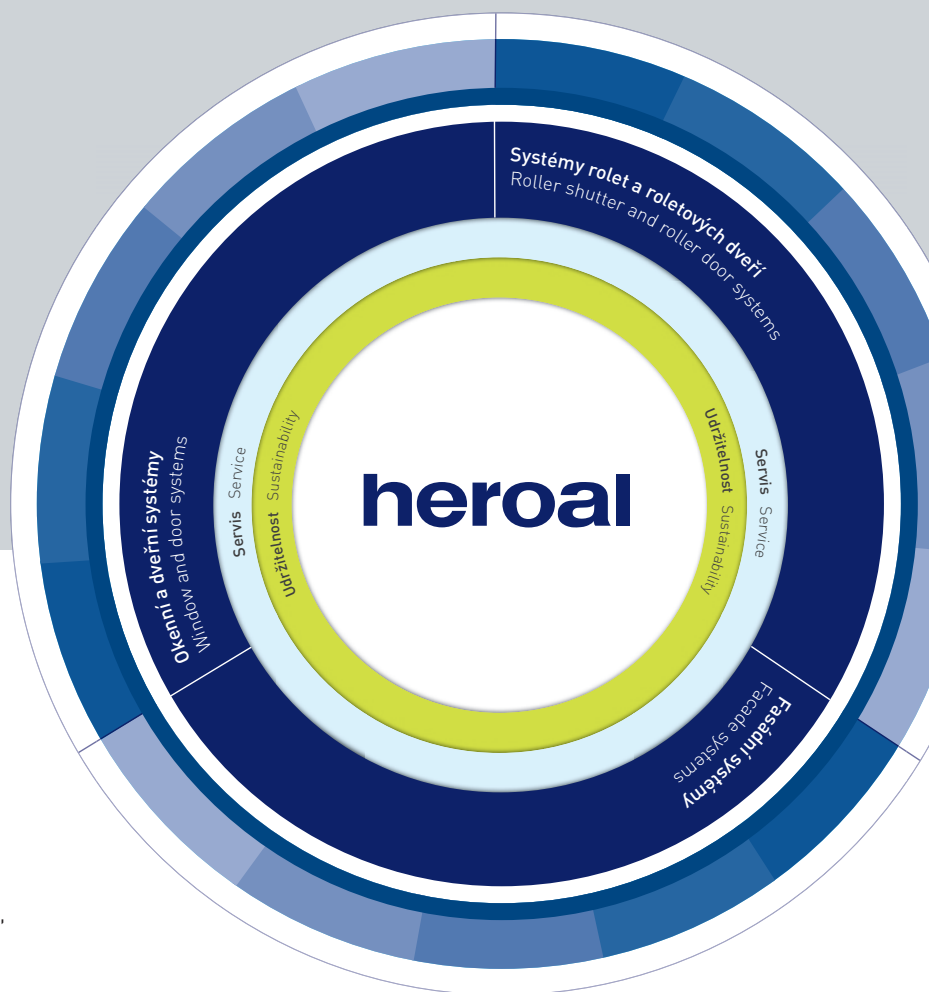 Systémy rolet a roletových dveří
Roller shutter and roller door systems
Okenní a dveřní systémy
Window and door systems
Servis Service
Udržitelnost Sustainability
heroal
Udržitelnost Sustainability
Servis Service
Fasádní systémy
Facade systems
,